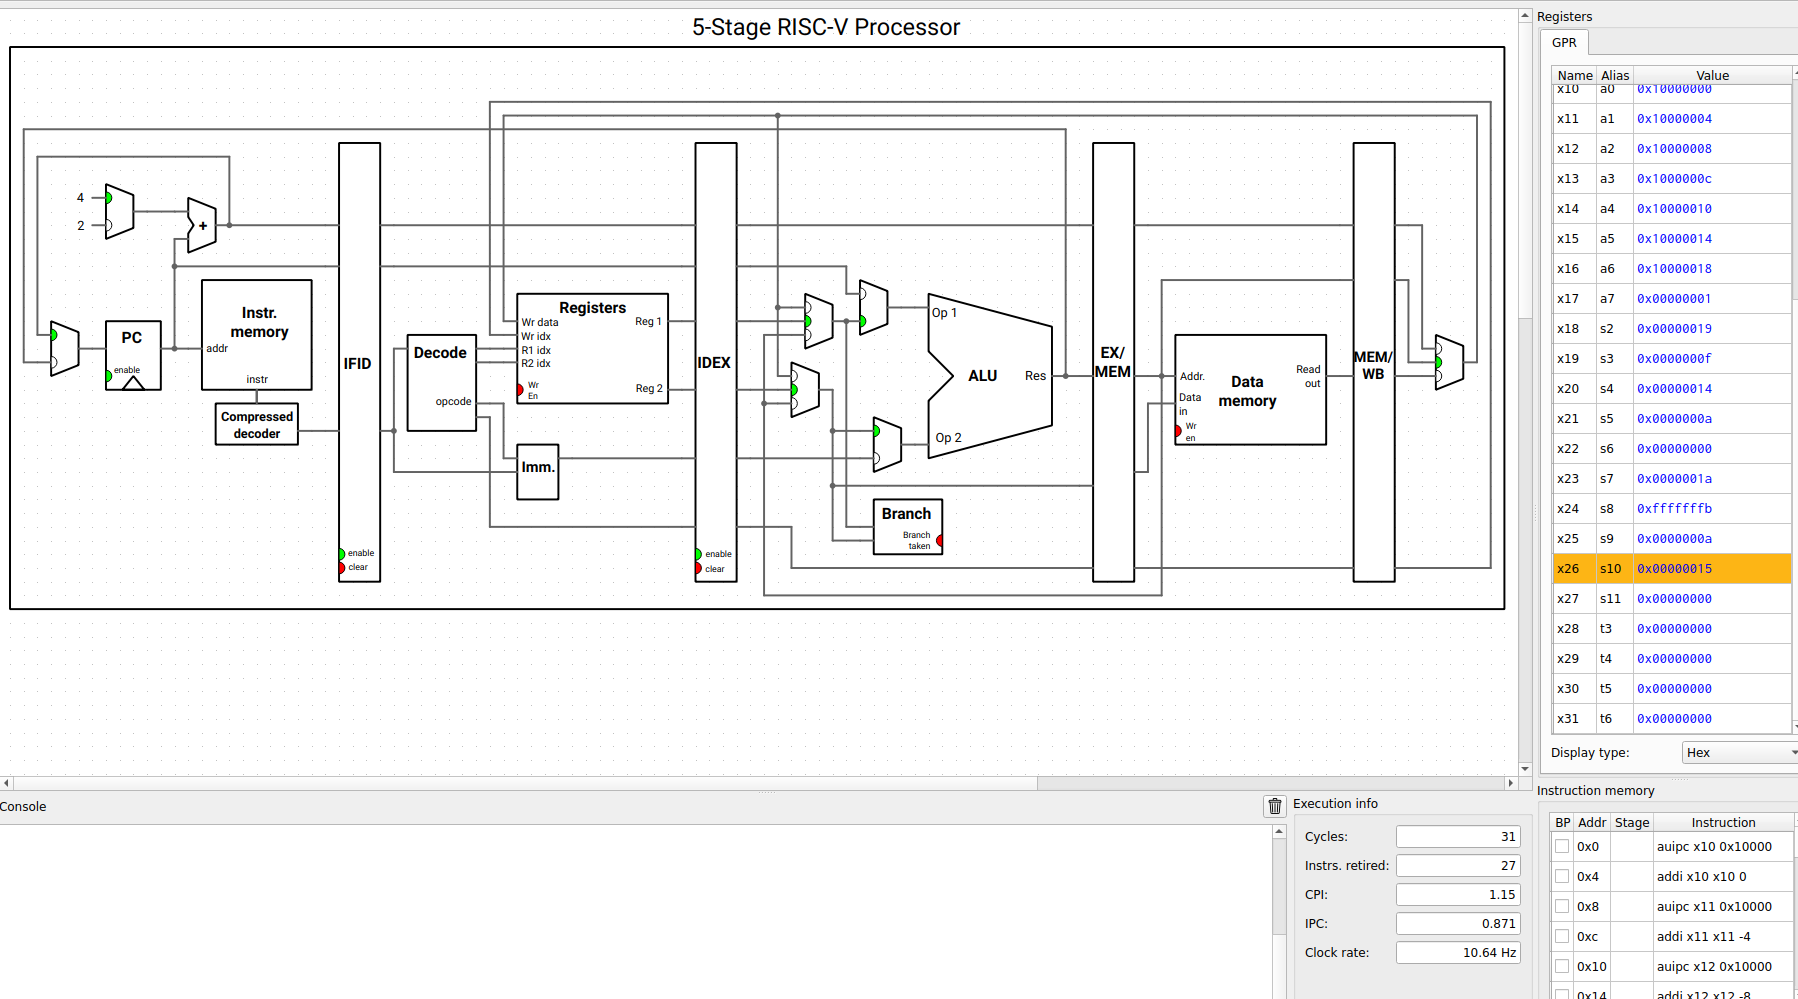 5-Stage RISC-V Processor
4
2
+
PC
enable
Instr.
memory
addr
instr
Compressed
decoder
IFID
enable
clear
Decode
opcode
Registers
Wr data
Wr idx
R1 idx
R2 idx
Wr
En
Reg 1
Reg 2
Imm.
IDEX
enable
clear
Op 1
ALU
Res
Op 2
Branch
Branch
taken
EX/
MEM
Addr.
Data
in
Wr
en
Data
memory
Read
out
MEM/
WB
Registers
GPR
Name Alias Value
x10 a0 0x10000000
x11 a1 0x10000004
x12 a2 0x10000008
x13 a3 0x1000000c
x14 a4 0x10000010
x15 a5 0x10000014
x16 a6 0x10000018
x17 a7 0x00000001
x18 s2 0x00000019
x19 s3 0x0000000f
x20 s4 0x00000014
x21 s5 0x0000000a
x22 s6 0x00000000
x23 s7 0x0000001a
x24 s8 0xfffffffb
x25 s9 0x0000000a
x26 s10 0x00000015
x27 s11 0x00000000
x28 t3 0x00000000
x29 t4 0x00000000
x30 t5 0x00000000
x31 t6 0x00000000
Display type: Hex
Console
Execution info
Cycles: 31
Instrs. retired: 27
CPI: 1.15
IPC: 0.871
Clock rate: 10.64 Hz
Instruction memory
BP Addr Stage Instruction
0x0 auipc x10 0x10000
0x4 addi x10 x10 0
0x8 auipc x11 0x10000
0xc addi x11 x11 -4
0x10 auipc x12 0x10000
0x14 addi x12 x12 -8